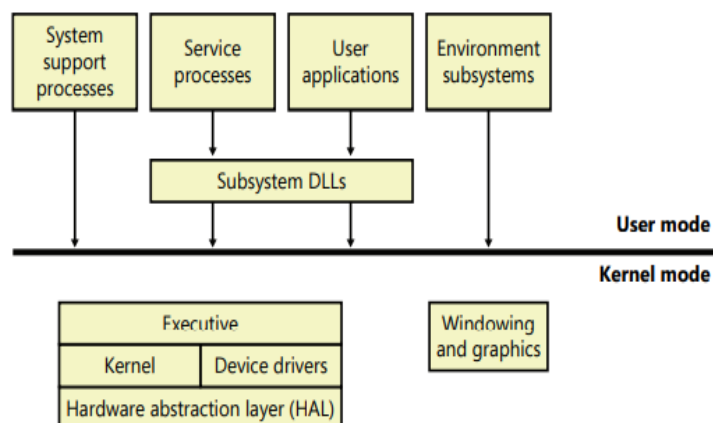 System
support
processes
Service
processes
User
applications
Environment
subsystems
Subsystem DLLs
User mode
Kernel mode
Executive
Kernel
Device drivers
Hardware abstraction layer (HAL)
Windowing
and graphics